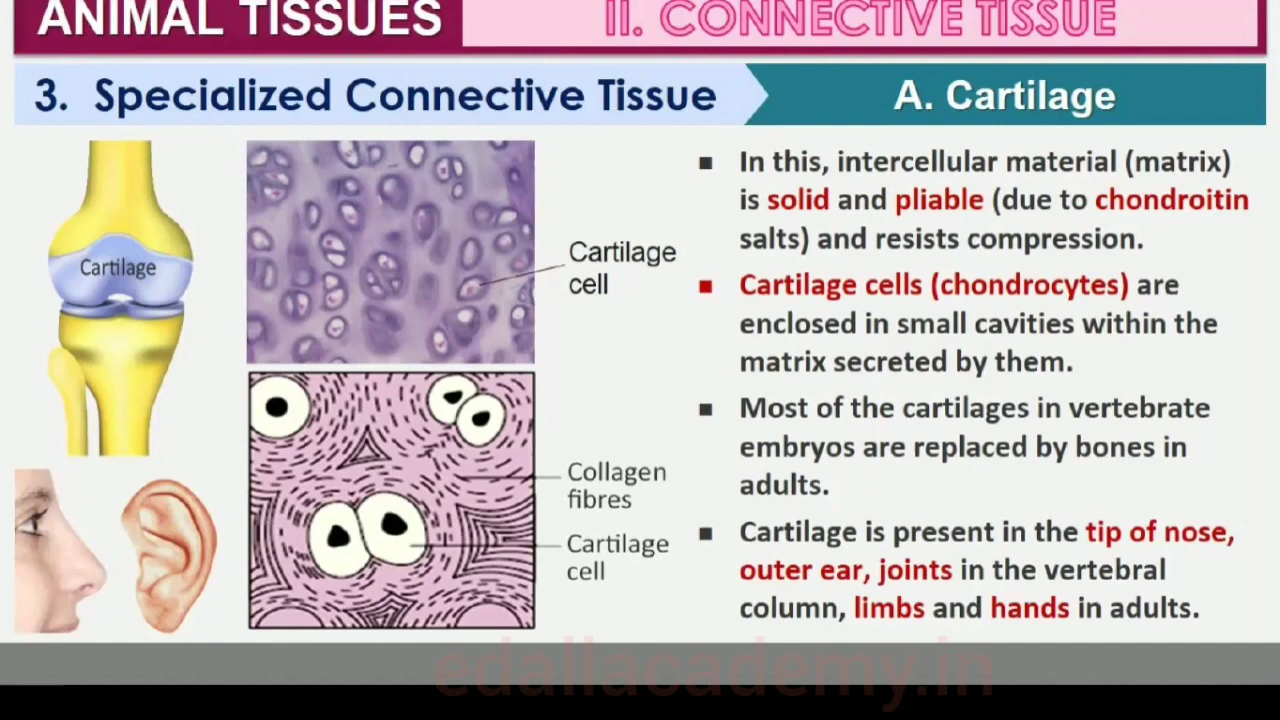 ANIMAL TISSUES
II. CONNECTIVE TISSUE
3. Specialized Connective Tissue
A. Cartilage
Cartilage
Cartilage
cell
Collagen
fibres
Cartilage
cell
▪ In this, intercellular material (matrix)
is solid and pliable (due to chondroitin
salts) and resists compression.
▪ Cartilage cells (chondrocytes) are
enclosed in small cavities within the
matrix secreted by them.
▪ Most of the cartilages in vertebrate
embryos are replaced by bones in
adults.
▪ Cartilage is present in the tip of nose,
outer ear, joints in the vertebral
column, limbs and hands in adults.
edallacademy.in